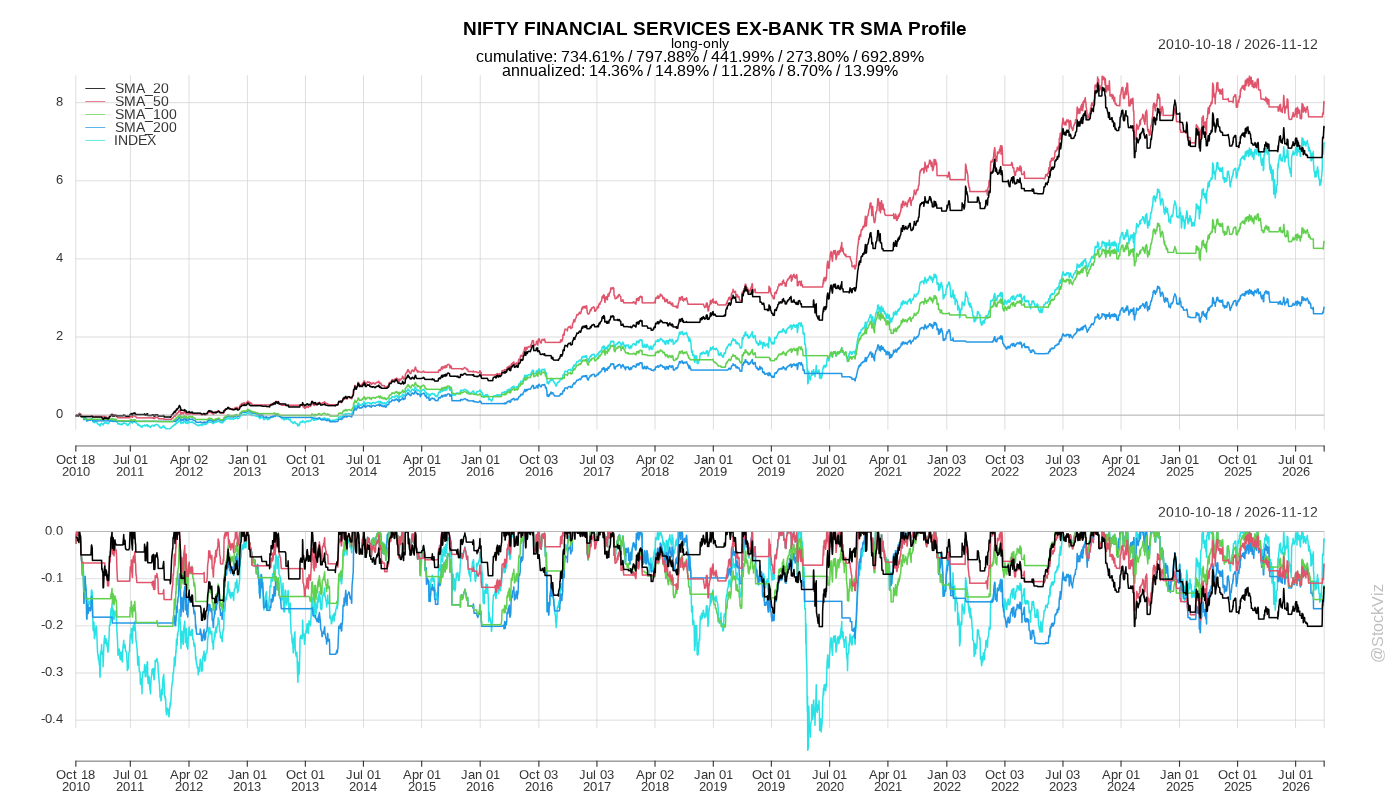 NIFTY FINANCIAL SERVICES EX-BANK TR SMA Profile
long-only
2010-10-18 / 2026-11-12
cumulative: 734.61% / 797.88% / 441.99% / 273.80% / 692.89%
annualized: 14.36% / 14.89% / 11.28% / 8.70% / 13.99%
SMA_20
SMA_50
SMA_100
SMA_200
INDEX
8
6
4
2
0
Oct 18 Jul 01 Apr 02 Jan 01 Oct 01 Jul 01 Apr 01 Jan 01 Oct 03 Jul 03 Apr 02 Jan 01 Oct 01 Jul 01 Apr 01 Jan 03 Oct 03 Jul 03 Apr 01 Jan 01 Oct 01 Jul 01
2010 2011 2012 2013 2013 2014 2015 2016 2016 2017 2018 2019 2019 2020 2021 2022 2022 2023 2024 2025 2025 2026
2010-10-18 / 2026-11-12
0.0
-0.1
-0.2
-0.3
-0.4
Oct 18 Jul 01 Apr 02 Jan 01 Oct 01 Jul 01 Apr 01 Jan 01 Oct 03 Jul 03 Apr 02 Jan 01 Oct 01 Jul 01 Apr 01 Jan 03 Oct 03 Jul 03 Apr 01 Jan 01 Oct 01 Jul 01
2010 2011 2012 2013 2013 2014 2015 2016 2016 2017 2018 2019 2019 2020 2021 2022 2022 2023 2024 2025 2025 2026
@StockViz